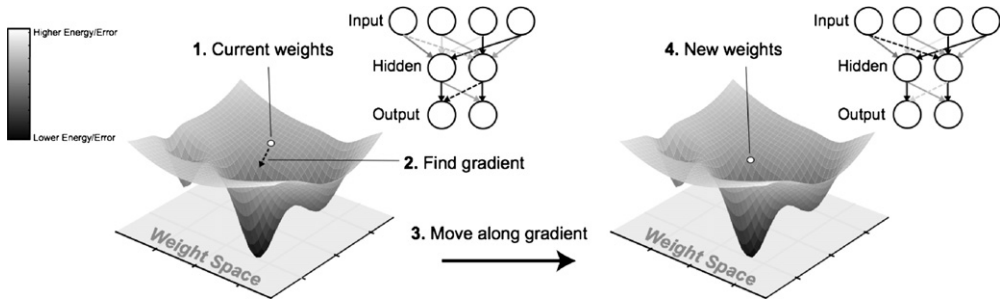 Higher Energy/Error
Lower Energy/Error
1. Current weights
Input
Hidden
Output
2. Find gradient
Weight Space
3. Move along gradient
4. New weights
Input
Hidden
Output
Weight Space